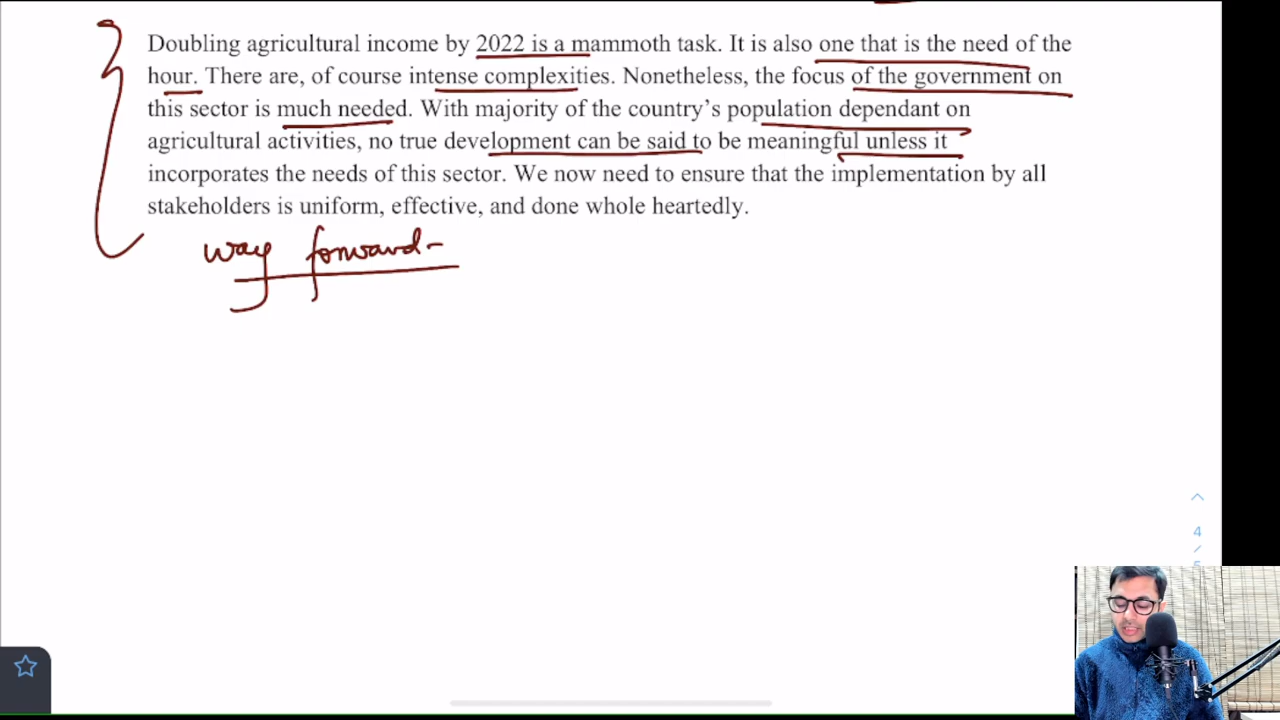 Doubling agricultural income by 2022 is a mammoth task. It is also one that is the need of the
hour. There are, of course intense complexities. Nonetheless, the focus of the government on
this sector is much needed. With majority of the country's population dependant on
agricultural activities, no true development can be said to be meaningful unless it
incorporates the needs of this sector. We now need to ensure that the implementation by all
stakeholders is uniform, effective, and done whole heartedly.
way forward-
4
/